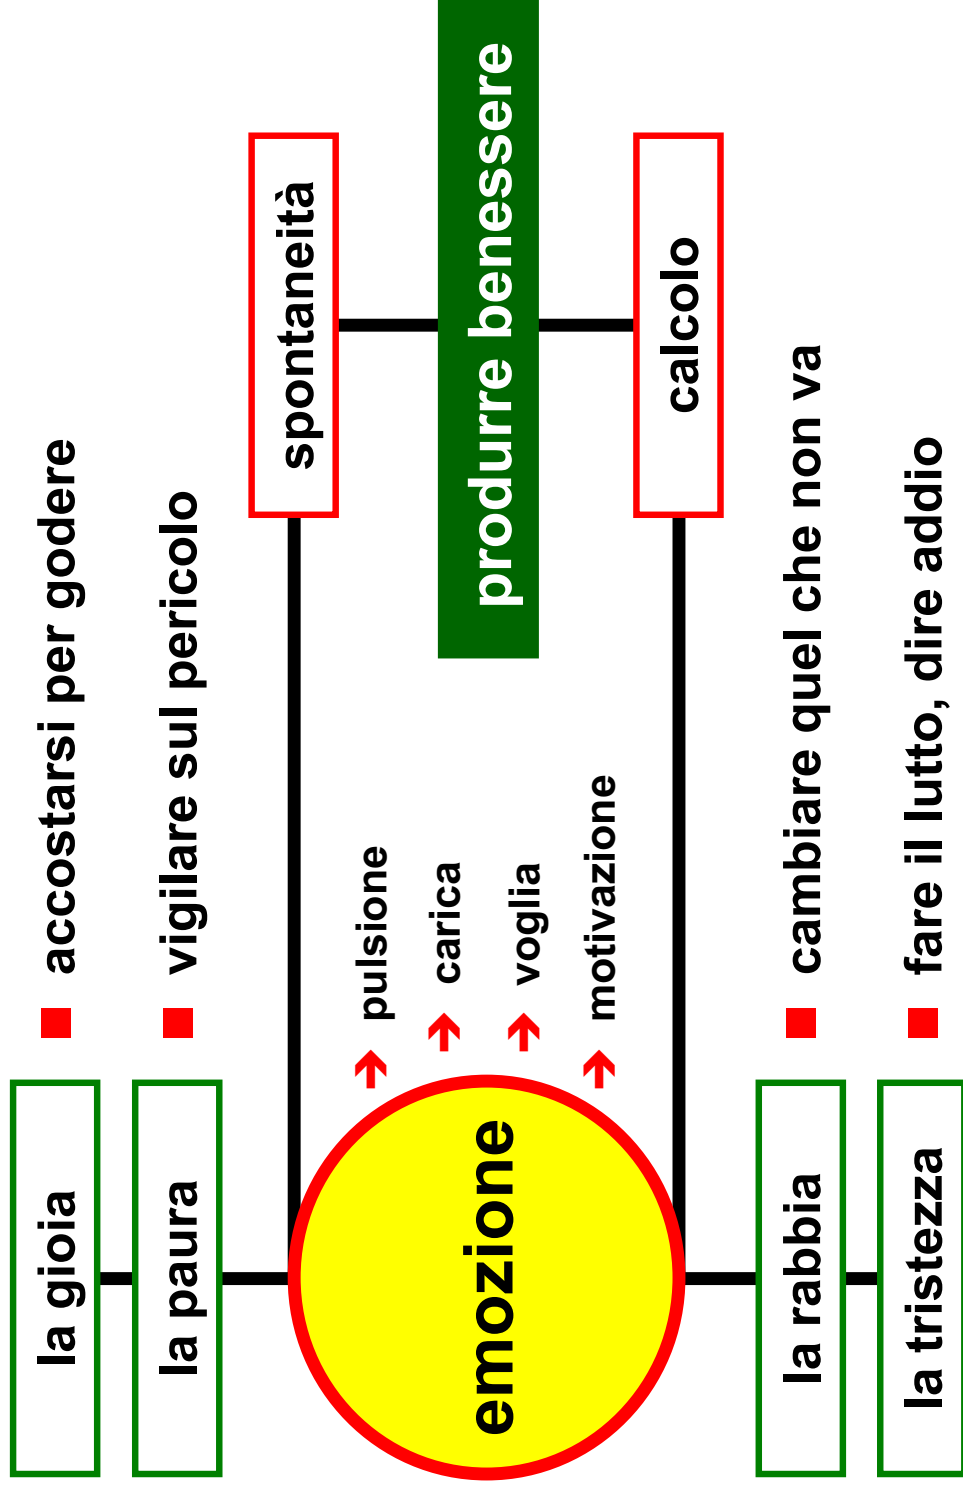 la gioia
accostarsi per godere
la paura
vigilare sul pericolo
spontaneità
pulsione
carica
emozione
produrre benessere
voglia
motivazione
calcolo
la rabbia
cambiare quel che non va
la tristezza
fare il lutto, dire addio